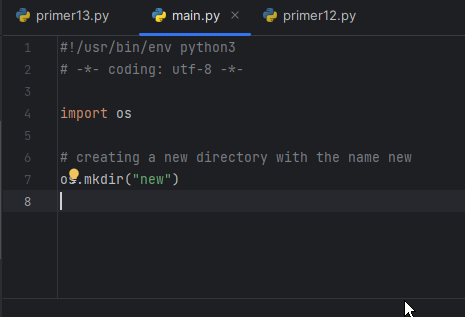 primer13.py main.py primer12.py
1 #!/usr/bin/env python3
2 # -*- coding: utf-8 -*-
3
4 import os
5
6 # creating a new directory with the name new
7 os.mkdir("new")
8